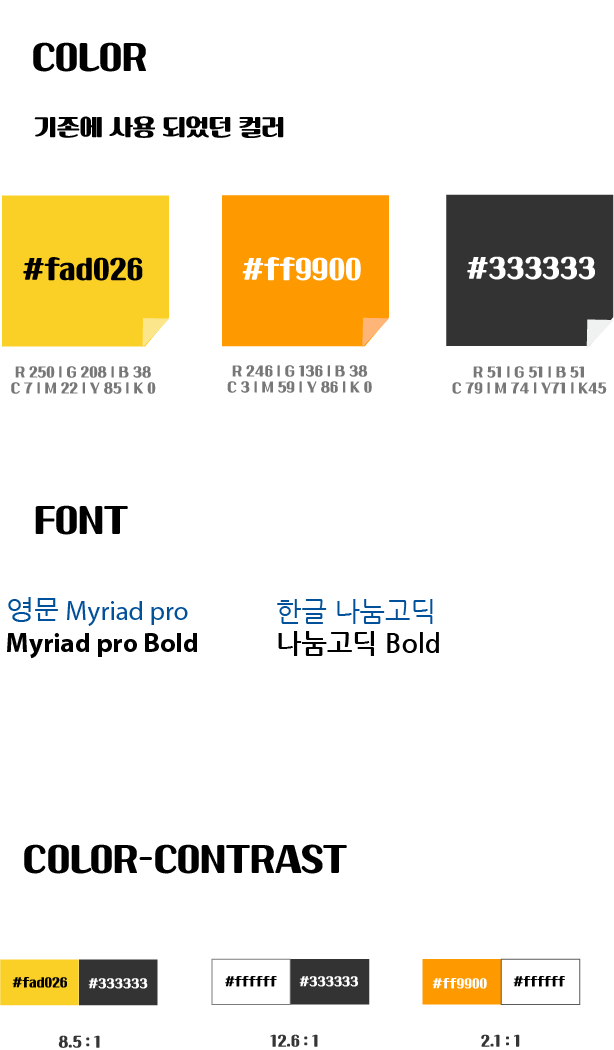 COLOR
기존에 사용 되었던 컬러
#fad026
#ff9900
#333333
R 250 | G 208 | B 38
C 7 | M 22 | Y 85 | K 0
R 246 | G 136 | B 38
C 3 | M 59 | Y 86 | K 0
R 51 | G 51 | B 51
C 79 | M 74 | Y71 | K45
FONT
영문 Myriad pro
Myriad pro Bold
한글 나눔고딕
나눔고딕 Bold
COLOR-CONTRAST
#fad026 #333333
#ffffff #333333
#ff9900 #ffffff
8.5 : 1
12.6 : 1
2.1 : 1